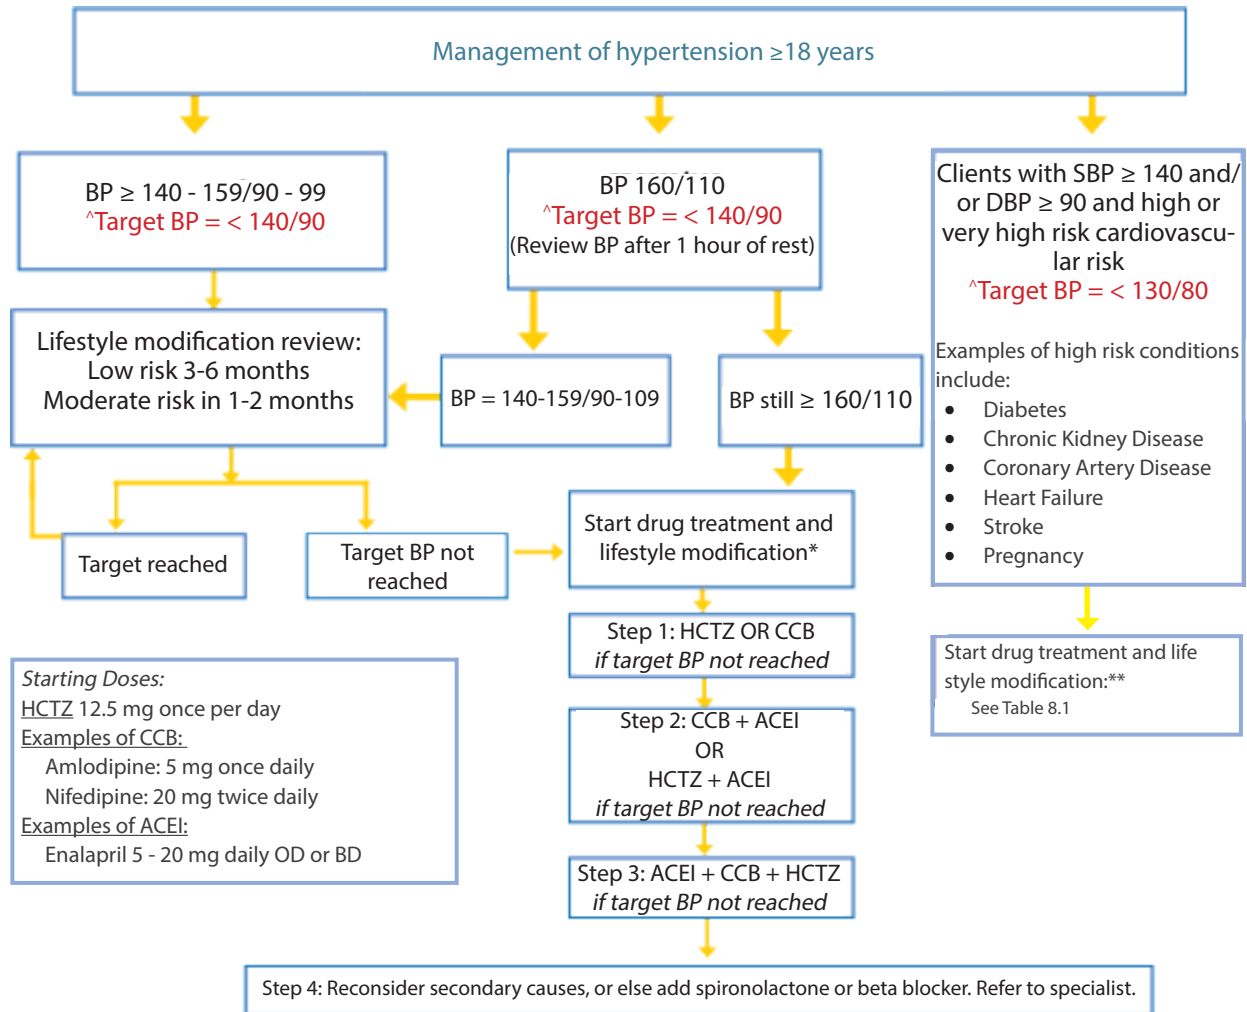 Management of hypertension ≥18 years
BP ≥ 140 - 159/90 - 99
^Target BP = < 140/90
BP 160/110
^Target BP = < 140/90
(Review BP after 1 hour of rest)
Clients with SBP ≥ 140 and/
or DBP ≥ 90 and high or
very high risk cardiovascu-
lar risk
^Target BP = < 130/80
Examples of high risk conditions
include:
• Diabetes
• Chronic Kidney Disease
• Coronary Artery Disease
• Heart Failure
• Stroke
• Pregnancy
Lifestyle modification review:
Low risk 3-6 months
Moderate risk in 1-2 months
BP = 140-159/90-109
BP still ≥ 160/110
Target reached
Target BP not
reached
Start drug treatment and
lifestyle modification*
Start drug treatment and life
style modification:**
See Table 8.1
Step 1: HCTZ OR CCB
if target BP not reached
Step 2: CCB + ACEI
OR
HCTZ + ACEI
if target BP not reached
Step 3: ACEI + CCB + HCTZ
if target BP not reached
Starting Doses:
HCTZ 12.5 mg once per day
Examples of CCB:
Amlodipine: 5 mg once daily
Nifedipine: 20 mg twice daily
Examples of ACEI:
Enalapril 5 - 20 mg daily OD or BD
Step 4: Reconsider secondary causes, or else add spironolactone or beta blocker. Refer to specialist.